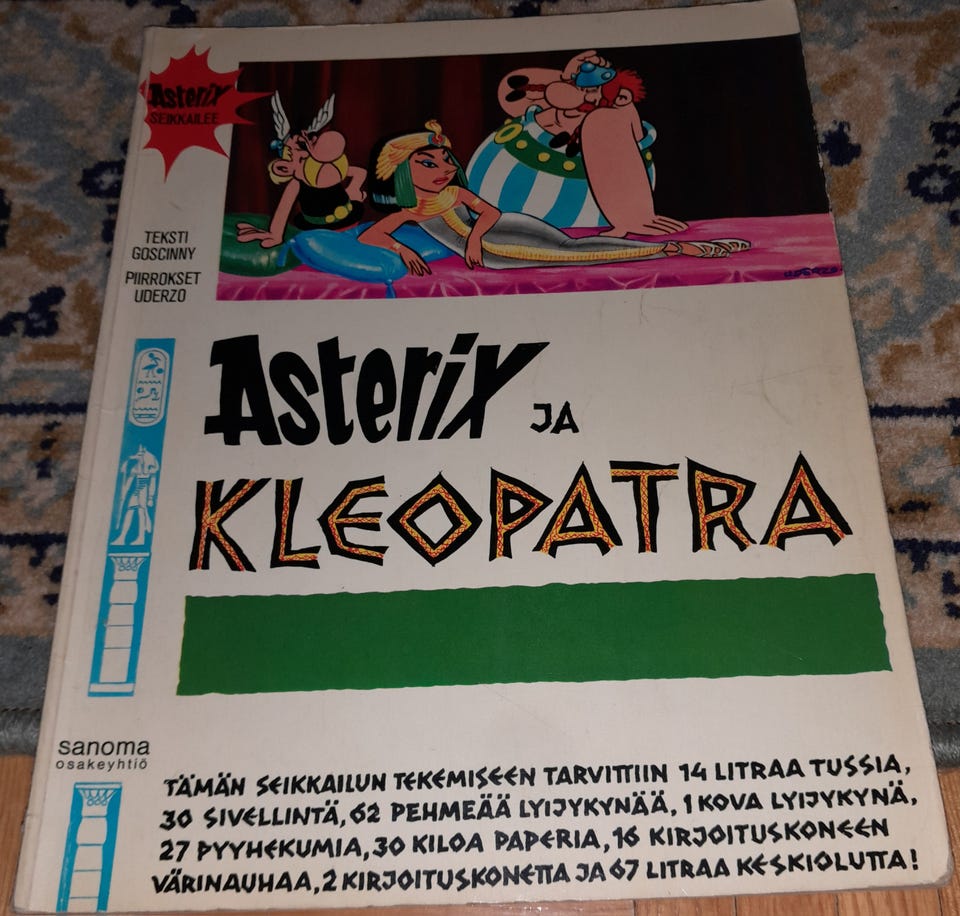 Asterix
SEIKKAILEE
TEKSTI
GOSCINNY
PIIRROKSET
UDERZO
UDERZO
Asterix JA
KLEOPATRA
sanoma
osakeyhtiö
TÄMÄN SEIKKAILUN TEKEMISEEN TARVITTIIN 14 LITRAA TUSSIA,
30 SIVELLINTÄ, 62 PEHMEÄÄ LYIJYKYNÄÄ, 1 KOVA LYIJYKYNÄ,
27 PYYHEKUMIA, 30 KILOA PAPERIA, 16 KIRJOITUSKONEEN
VÄRINAUHAA, 2 KIRJOITUSKONETTA JA 67 LITRAA KESKIOLUTTA!